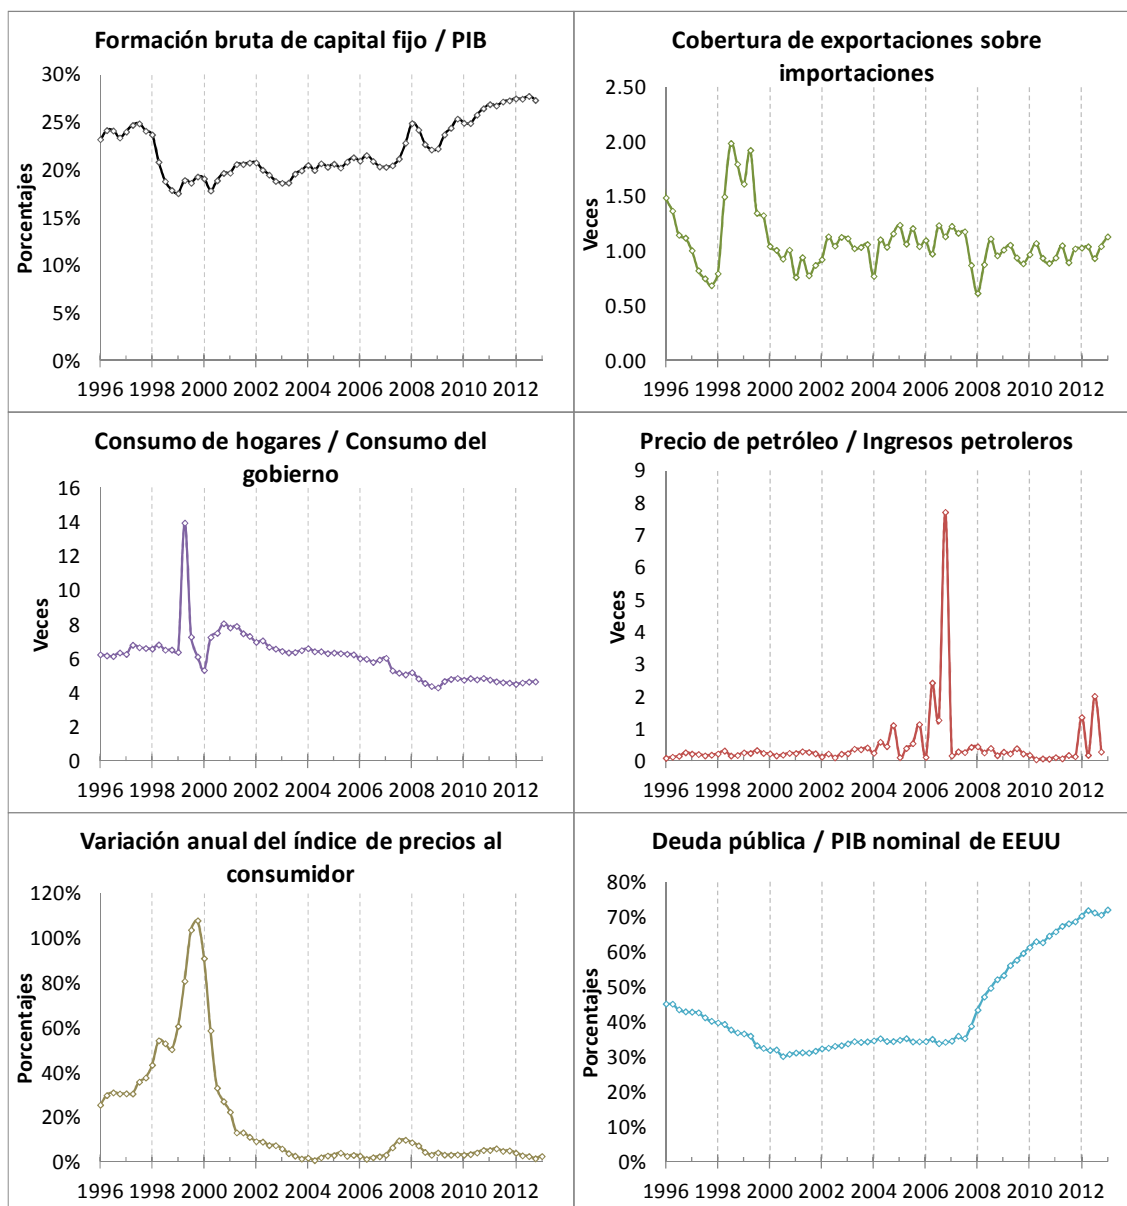 Formación bruta de capital fijo / PIB
30%
25%
20%
15%
10%
5%
0%
Porcentajes
1996 1998 2000 2002 2004 2006 2008 2010 2012
Cobertura de exportaciones sobre
importaciones
2.50
2.00
1.50
1.00
0.50
0.00
Veces
1996 1998 2000 2002 2004 2006 2008 2010 2012
Consumo de hogares / Consumo del
gobierno
16
14
12
10
8
6
4
2
0
Veces
1996 1998 2000 2002 2004 2006 2008 2010 2012
Precio de petróleo / Ingresos petroleros
9
8
7
6
5
4
3
2
1
0
Veces
1996 1998 2000 2002 2004 2006 2008 2010 2012
Variación anual del índice de precios al
consumidor
120%
100%
80%
60%
40%
20%
0%
Porcentajes
1996 1998 2000 2002 2004 2006 2008 2010 2012
Deuda pública / PIB nominal de EEUU
80%
70%
60%
50%
40%
30%
20%
10%
0%
Porcentajes
1996 1998 2000 2002 2004 2006 2008 2010 2012